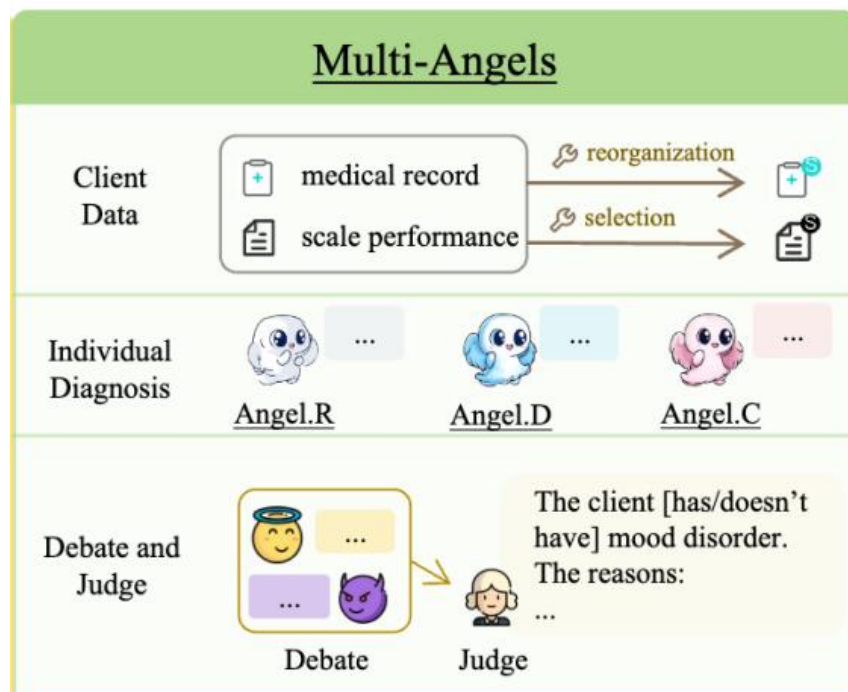 Multi-Angels
Client
Data
medical record
scale performance
reorganization
selection
S
S
Individual
Diagnosis
...
...
...
Angel.R
Angel.D
Angel.C
Debate and
Judge
...
...
Debate
Judge
The client [has/doesn’t
have] mood disorder.
The reasons:
...